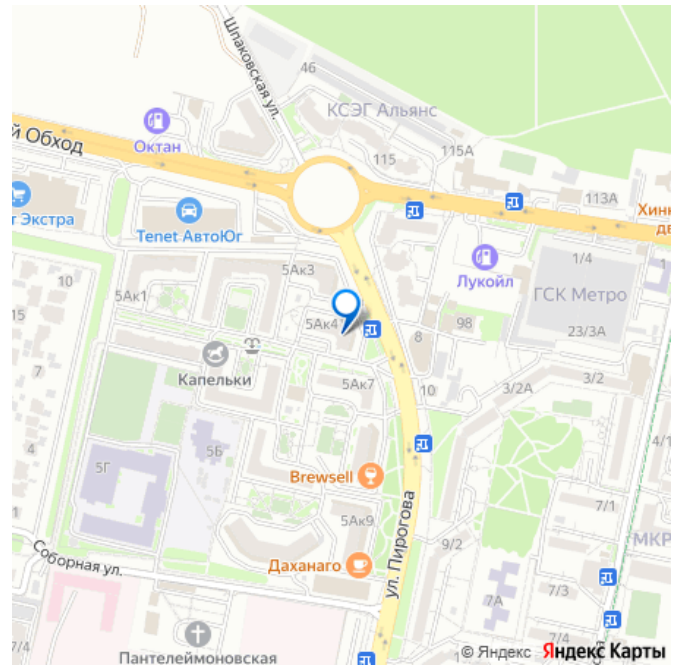 Шпаковская ул.
46
КСЭГ Альянс
й Обход
Октан
115
115А
113А
т Экстра
Tenet АвтоЮг
Хинк
дв
5Ак3
Лукойл
1/4
ГСК Метро
10
5Ак1
5Ак4
98
8
23/3А
15
Капельки
7
5Ак7
10
3/2А
3/2
4
5Б
5Г
4/1
Brewsell
7/1
5Ак9
ул. Пирогова
9/2
МКР
Соборная ул.
Даханаго
7А
7/3
7/2
7/4
Пантелеймоновская
© Яндекс Яндекс Карты